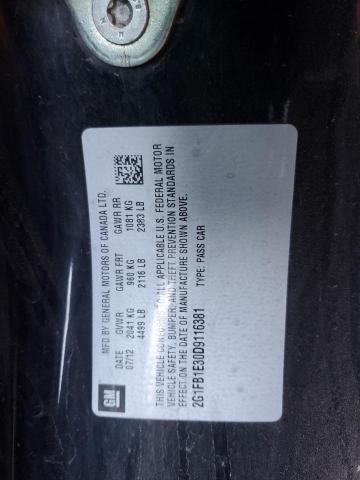 MFD BY GENERAL MOTORS OF CANADA LTD.
DATE GVWR GAWR FRT GAWR RR
07/12 2041 KG 960 KG 1081 KG
4499 LB 2116 LB 2383 LB
THIS VEHICLE CONFORMS TO ALL APPLICABLE U.S. FEDERAL MOTOR
VEHICLE SAFETY, BUMPER, AND THEFT PREVENTION STANDARDS IN
EFFECT ON THE DATE OF MANUFACTURE SHOWN ABOVE.
2G1FB1E30D9116381 TYPE: PASS CAR
GM